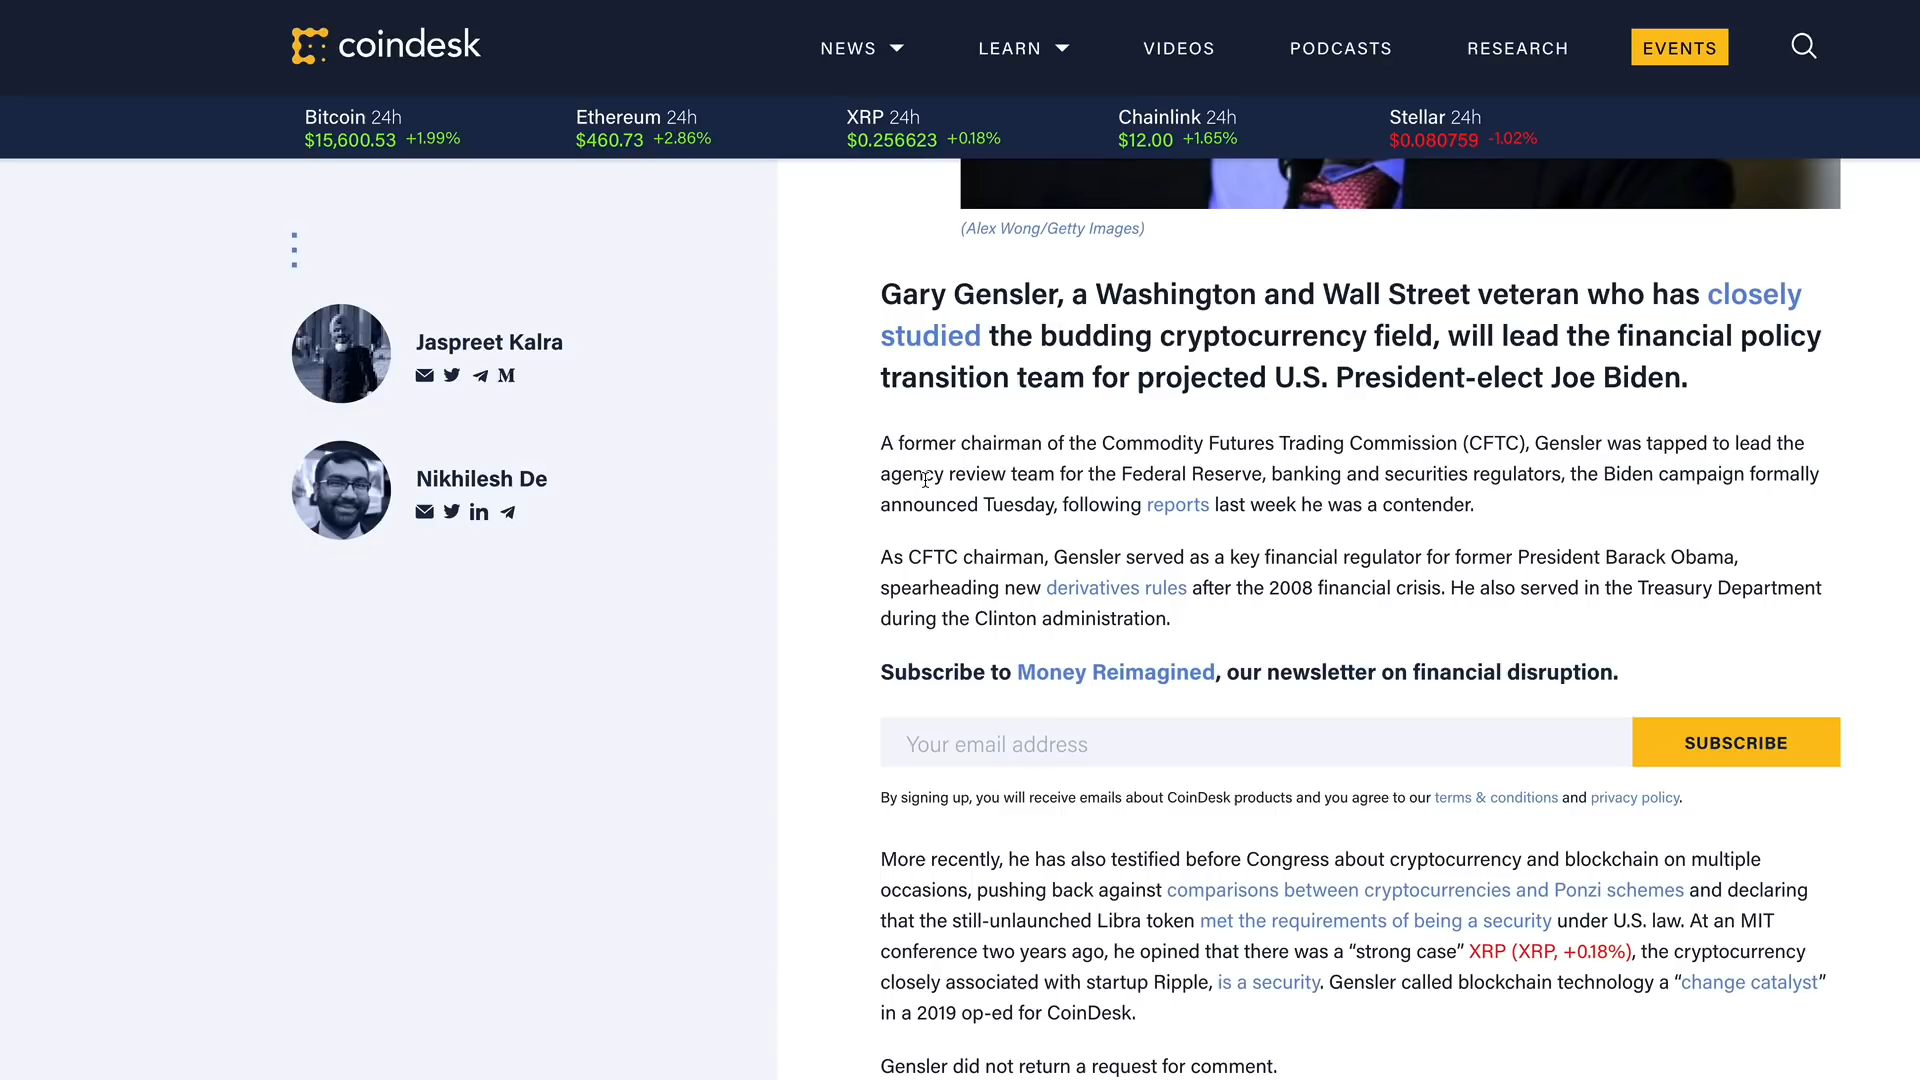 coindesk
NEWS LEARN VIDEOS PODCASTS RESEARCH EVENTS
Bitcoin 24h Ethereum 24h XRP 24h Chainlink 24h Stellar 24h
$15,600.53 +1.99% $460.73 +2.86% $0.256623 +0.18% $12.00 +1.65% $0.080759 -1.02%
(Alex Wong/Getty Images)
Jaspreet Kalra
Nikhilesh De
Gary Gensler, a Washington and Wall Street veteran who has closely
studied the budding cryptocurrency field, will lead the financial policy
transition team for projected U.S. President-elect Joe Biden.
A former chairman of the Commodity Futures Trading Commission (CFTC), Gensler was tapped to lead the
agency review team for the Federal Reserve, banking and securities regulators, the Biden campaign formally
announced Tuesday, following reports last week he was a contender.
As CFTC chairman, Gensler served as a key financial regulator for former President Barack Obama,
spearheading new derivatives rules after the 2008 financial crisis. He also served in the Treasury Department
during the Clinton administration.
Subscribe to Money Reimagined, our newsletter on financial disruption.
Your email address SUBSCRIBE
By signing up, you will receive emails about CoinDesk products and you agree to our terms & conditions and privacy policy.
More recently, he has also testified before Congress about cryptocurrency and blockchain on multiple
occasions, pushing back against comparisons between cryptocurrencies and Ponzi schemes and declaring
that the still-unlaunched Libra token met the requirements of being a security under U.S. law. At an MIT
conference two years ago, he opined that there was a “strong case” XRP (XRP, +0.18%), the cryptocurrency
closely associated with startup Ripple, is a security. Gensler called blockchain technology a “change catalyst”
in a 2019 op-ed for CoinDesk.
Gensler did not return a request for comment.